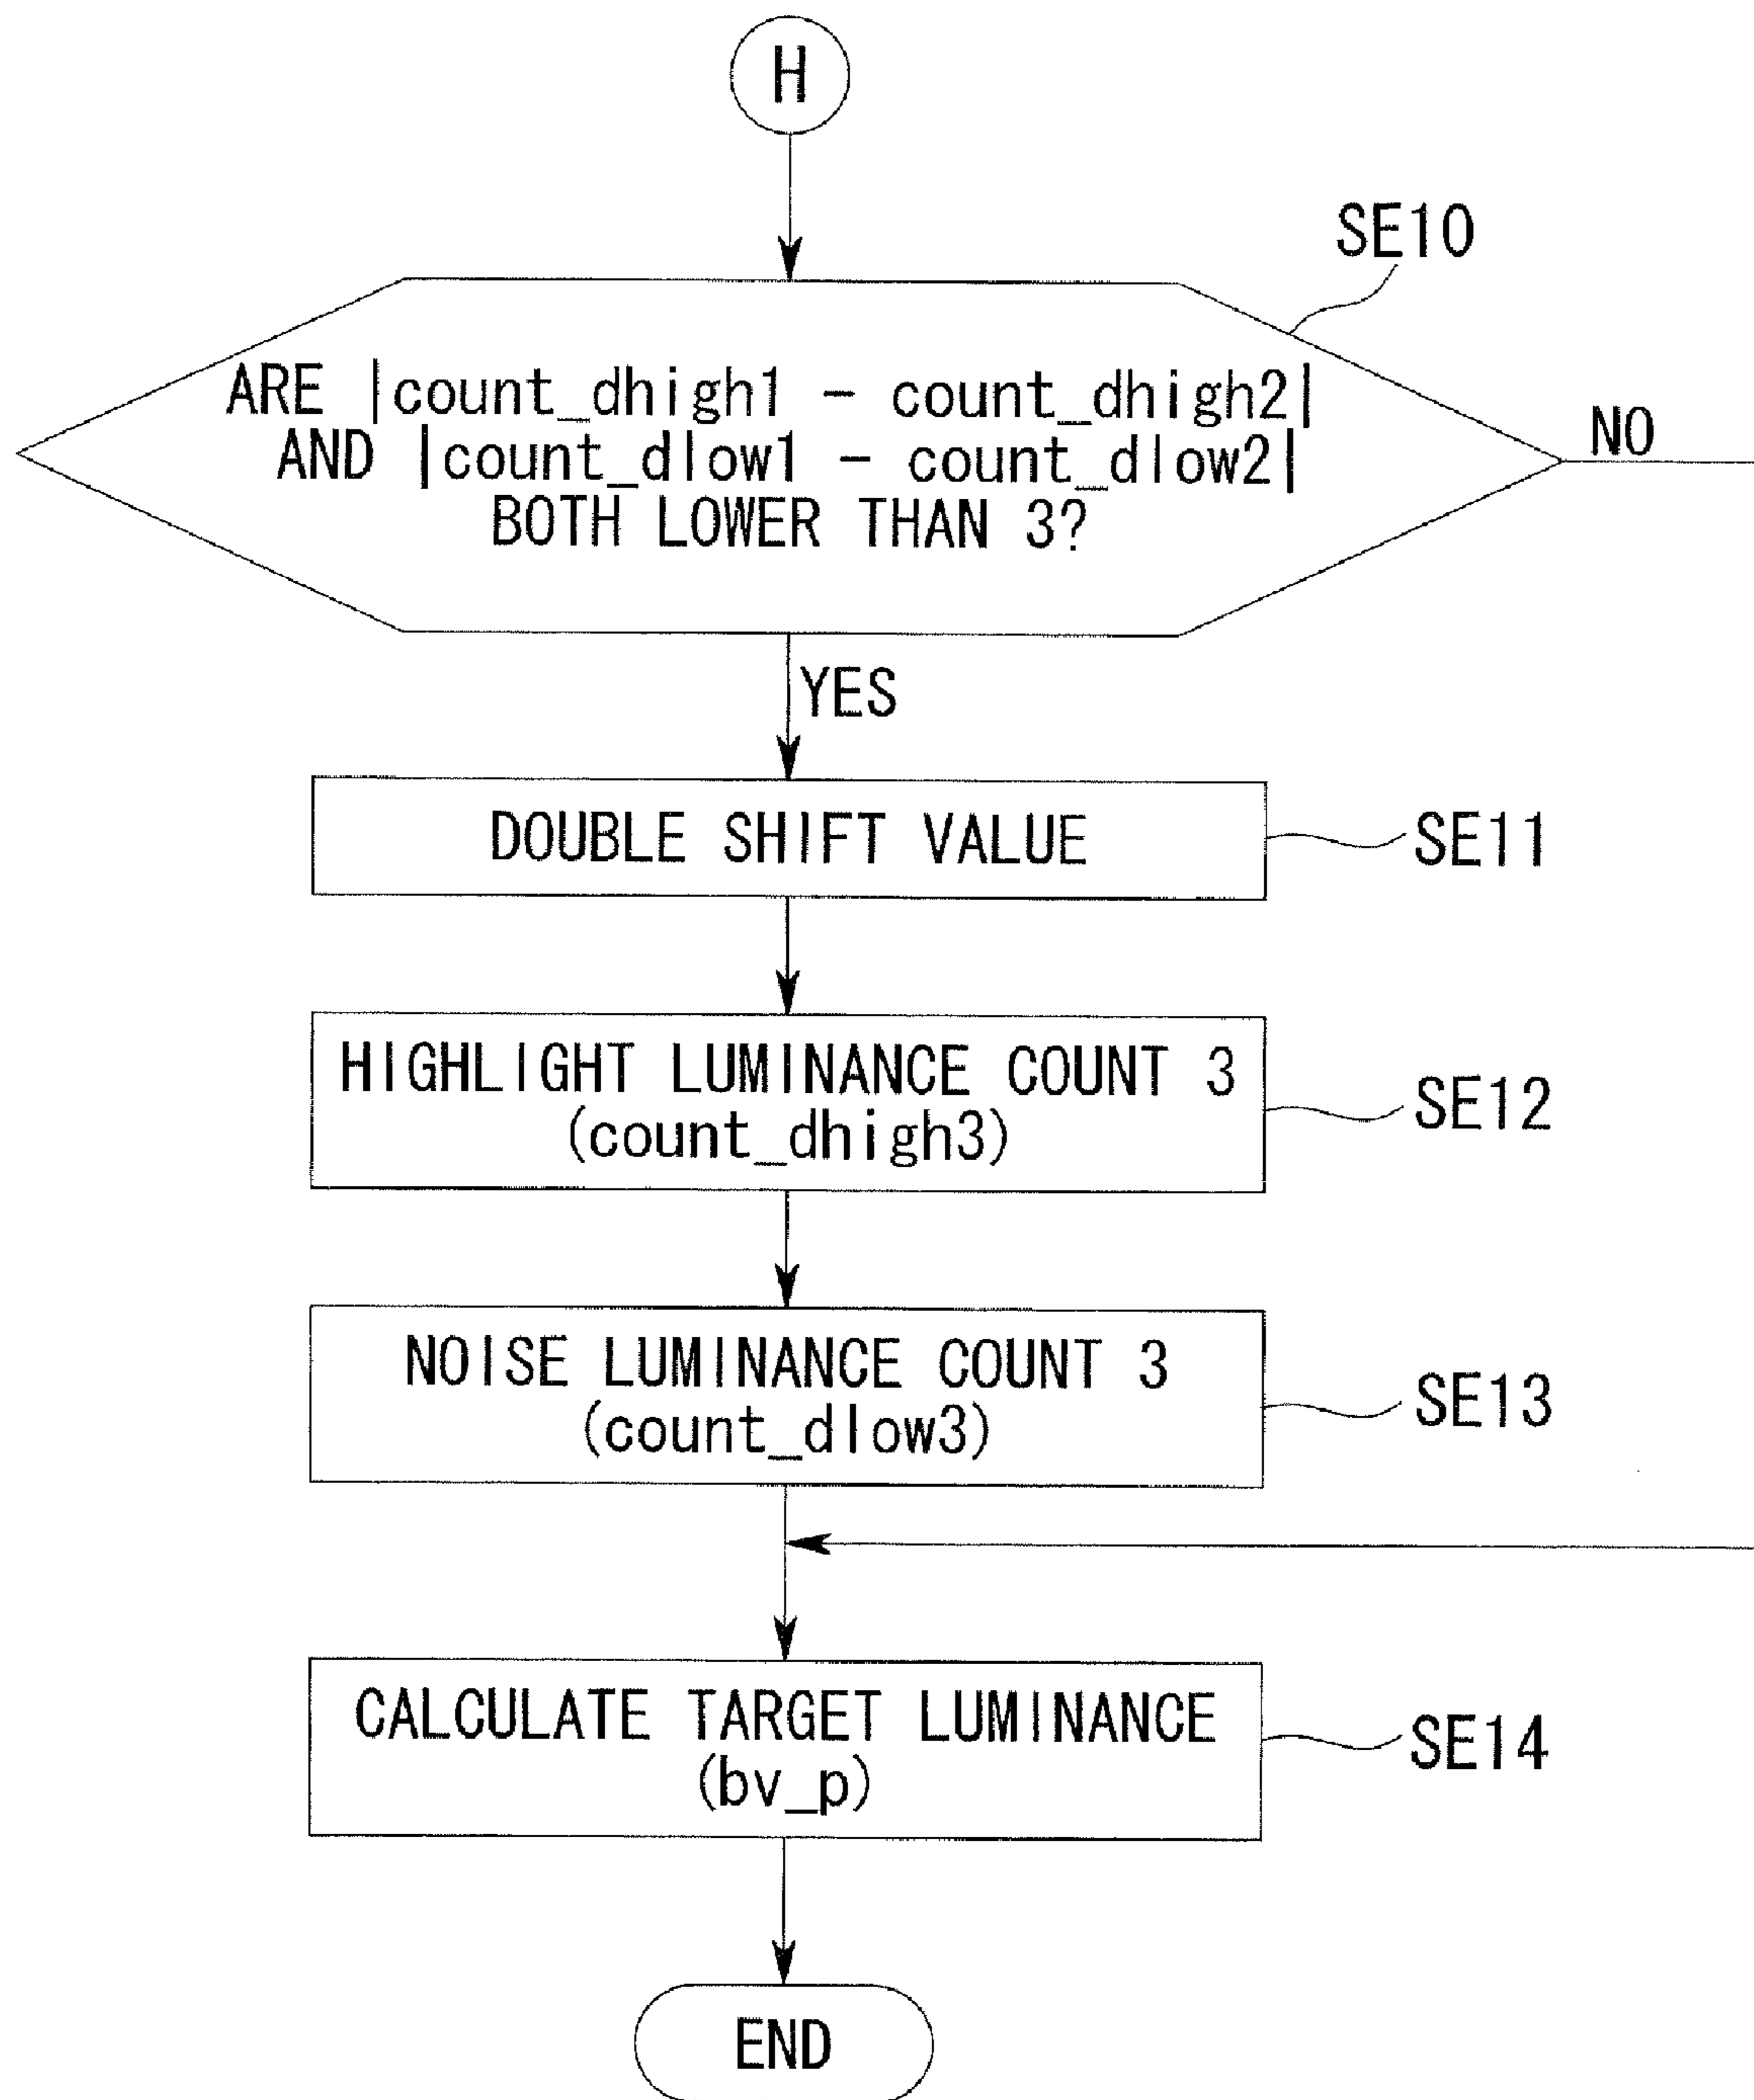 H
SE10
ARE |count_dhigh1 - count_dhigh2|
AND |count_dlow1 - count_dlow2|
BOTH LOWER THAN 3?
NO
YES
DOUBLE SHIFT VALUE
SE11
HIGHLIGHT LUMINANCE COUNT 3
(count_dhigh3)
SE12
NOISE LUMINANCE COUNT 3
(count_dlow3)
SE13
CALCULATE TARGET LUMINANCE
(bv_p)
SE14
END